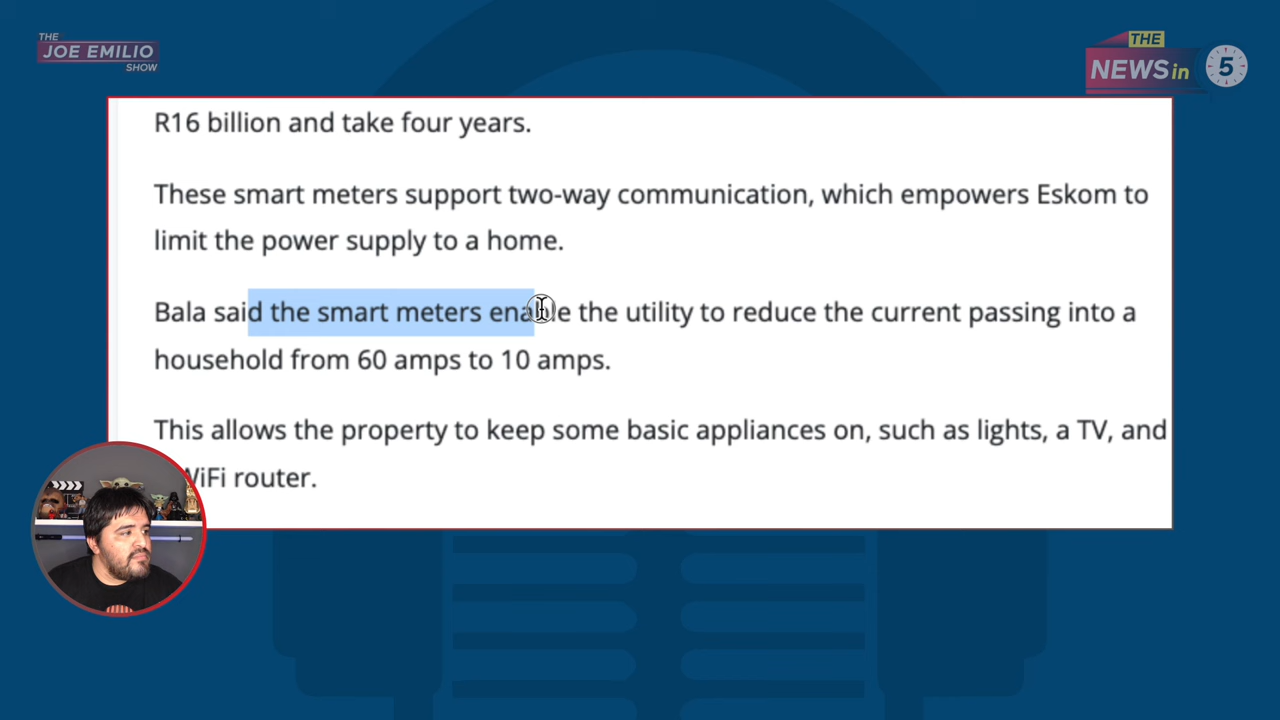 THE
JOE EMILIO
SHOW
THE
NEWS in 5
R16 billion and take four years.
These smart meters support two-way communication, which empowers Eskom to
limit the power supply to a home.
Bala said the smart meters enable the utility to reduce the current passing into a
household from 60 amps to 10 amps.
This allows the property to keep some basic appliances on, such as lights, a TV, and
WiFi router.